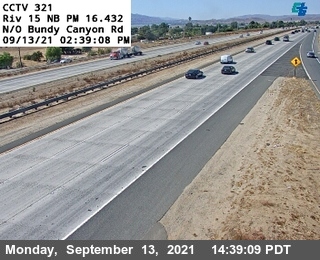 CCTV 321
Riv 15 NB PM 16.432
N/O Bundy Canyon Rd
09/13/21 02:39:08 PM
Monday, September 13, 2021 14:39:09 PDT